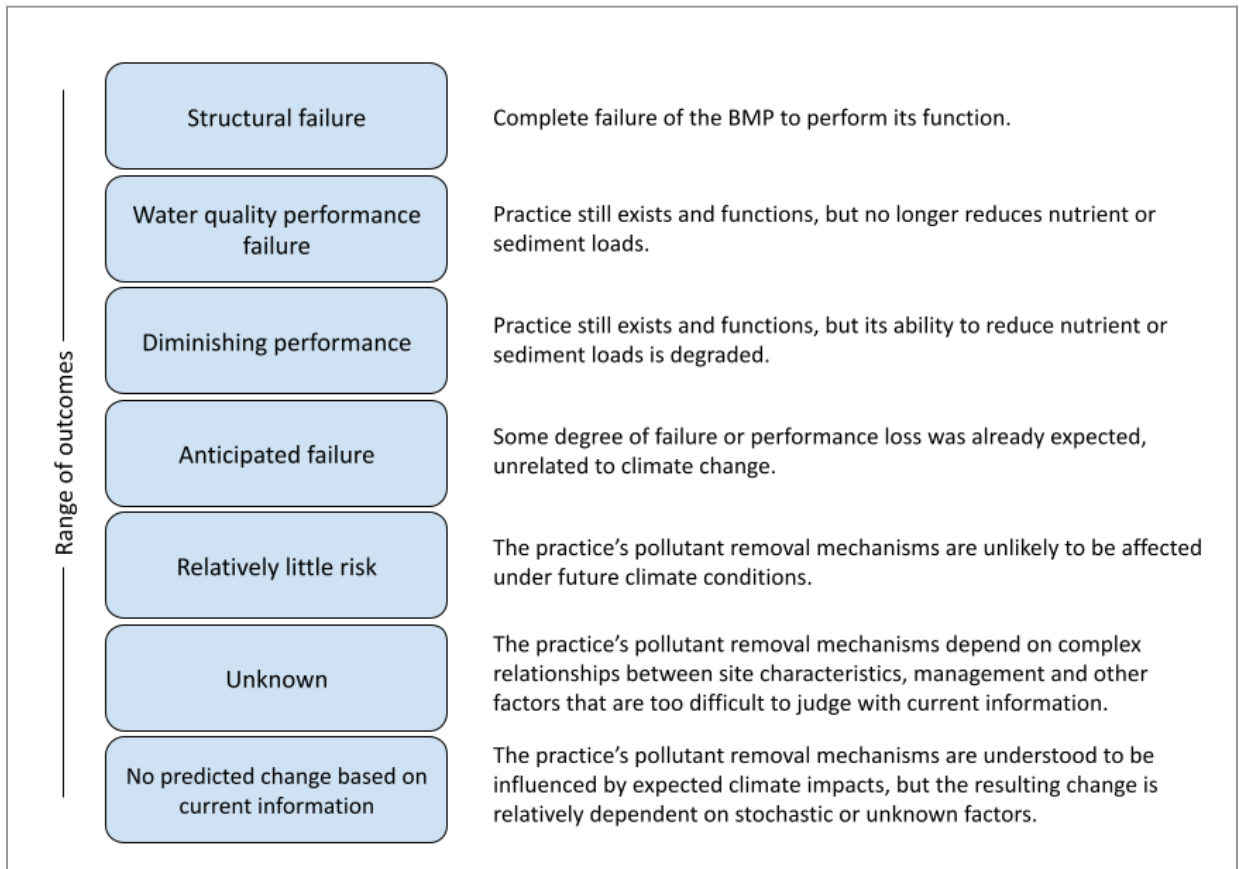 Range of outcomes
Structural failure
Complete failure of the BMP to perform its function.
Water quality performance
failure
Practice still exists and functions, but no longer reduces nutrient or
sediment loads.
Diminishing performance
Practice still exists and functions, but its ability to reduce nutrient or
sediment loads is degraded.
Anticipated failure
Some degree of failure or performance loss was already expected,
unrelated to climate change.
Relatively little risk
The practice’s pollutant removal mechanisms are unlikely to be affected
under future climate conditions.
Unknown
The practice’s pollutant removal mechanisms depend on complex
relationships between site characteristics, management and other
factors that are too difficult to judge with current information.
No predicted change based on
current information
The practice’s pollutant removal mechanisms are understood to be
influenced by expected climate impacts, but the resulting change is
relatively dependent on stochastic or unknown factors.